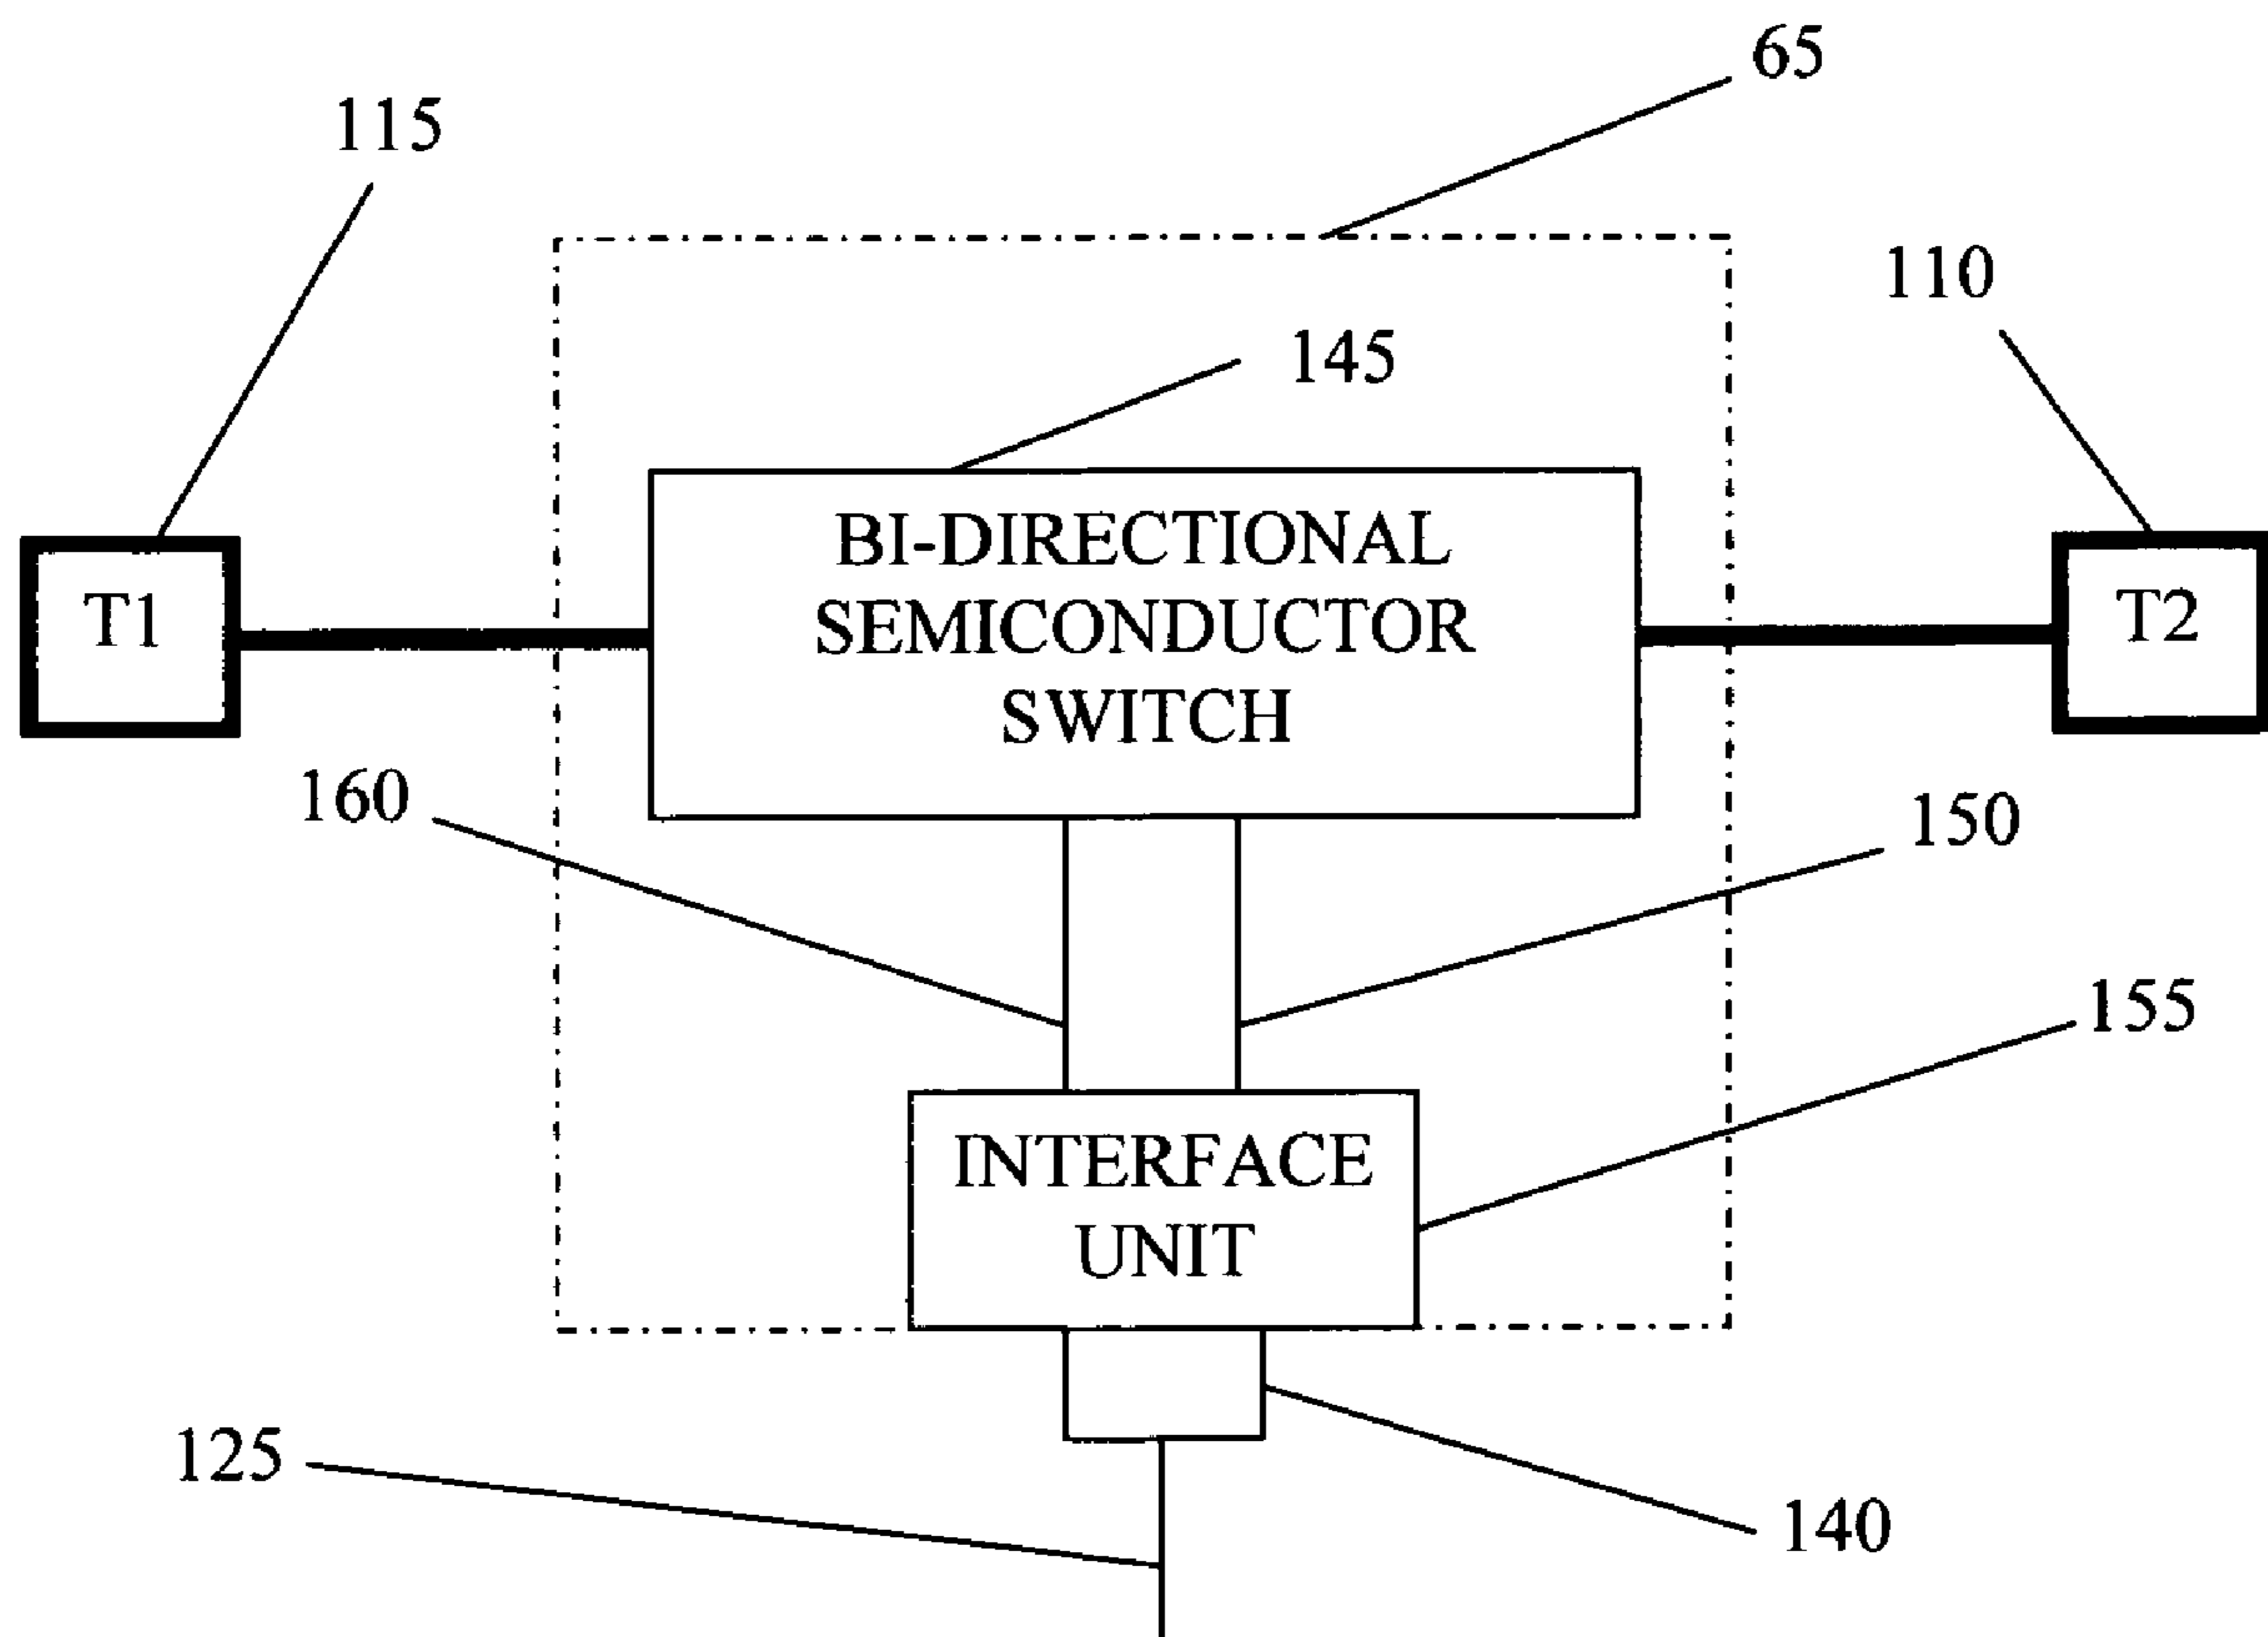 65
115
110
145
BI-DIRECTIONAL
SEMICONDUCTOR
SWITCH
T1
T2
160
150
155
INTERFACE
UNIT
125
140